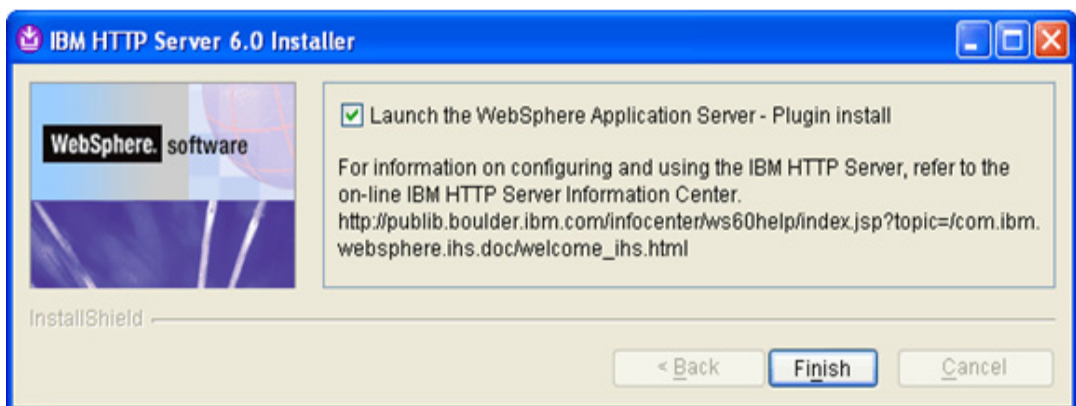 IBM HTTP Server 6.0 Installer
WebSphere. software
Launch the WebSphere Application Server - Plugin install
For information on configuring and using the IBM HTTP Server, refer to the
on-line IBM HTTP Server Information Center.
http://publib.boulder.ibm.com/infocenter/ws60help/index.jsp?topic=/com.ibm.
websphere.ihs.doc/welcome_ihs.html
InstallShield
< Back Finish Cancel